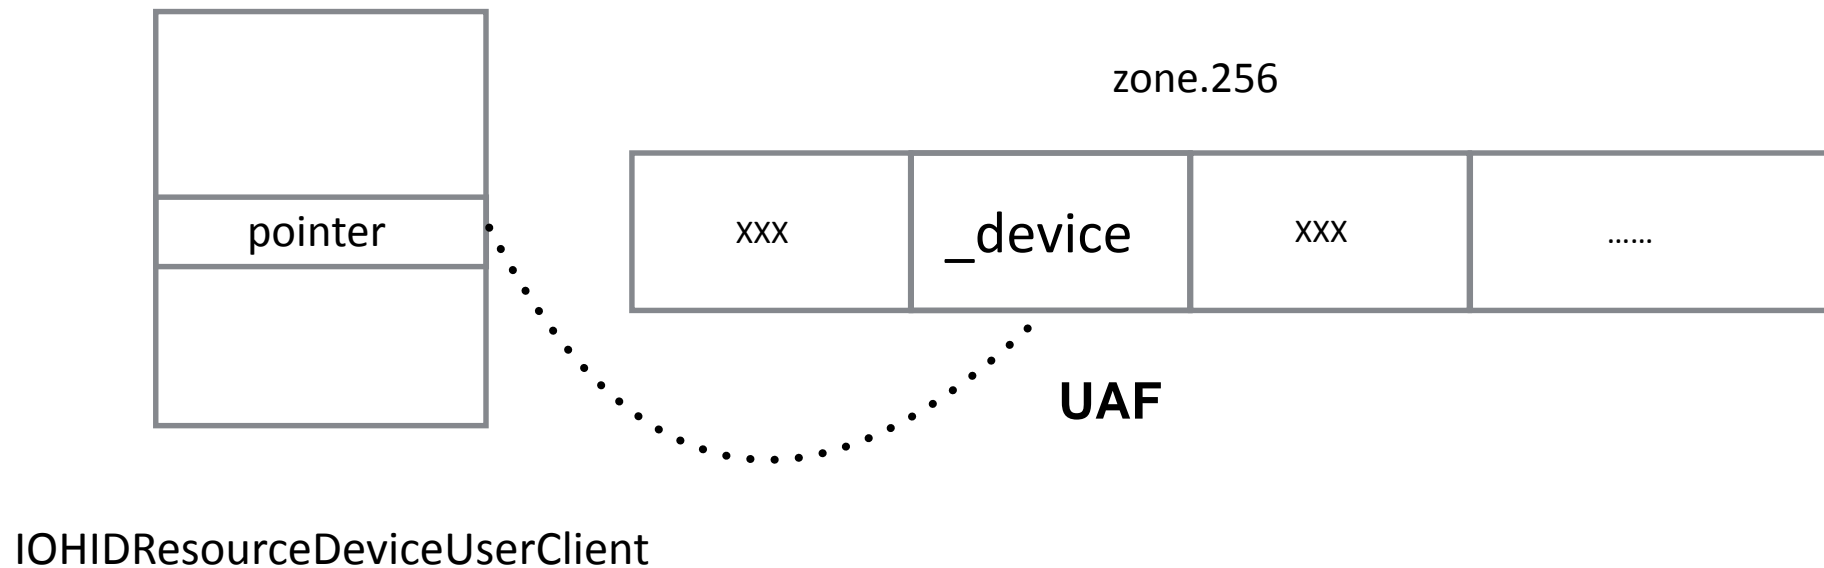 zone.256
pointer
xxx
_device
xxx
......
UAF
IOHIDResourceDeviceUserClient